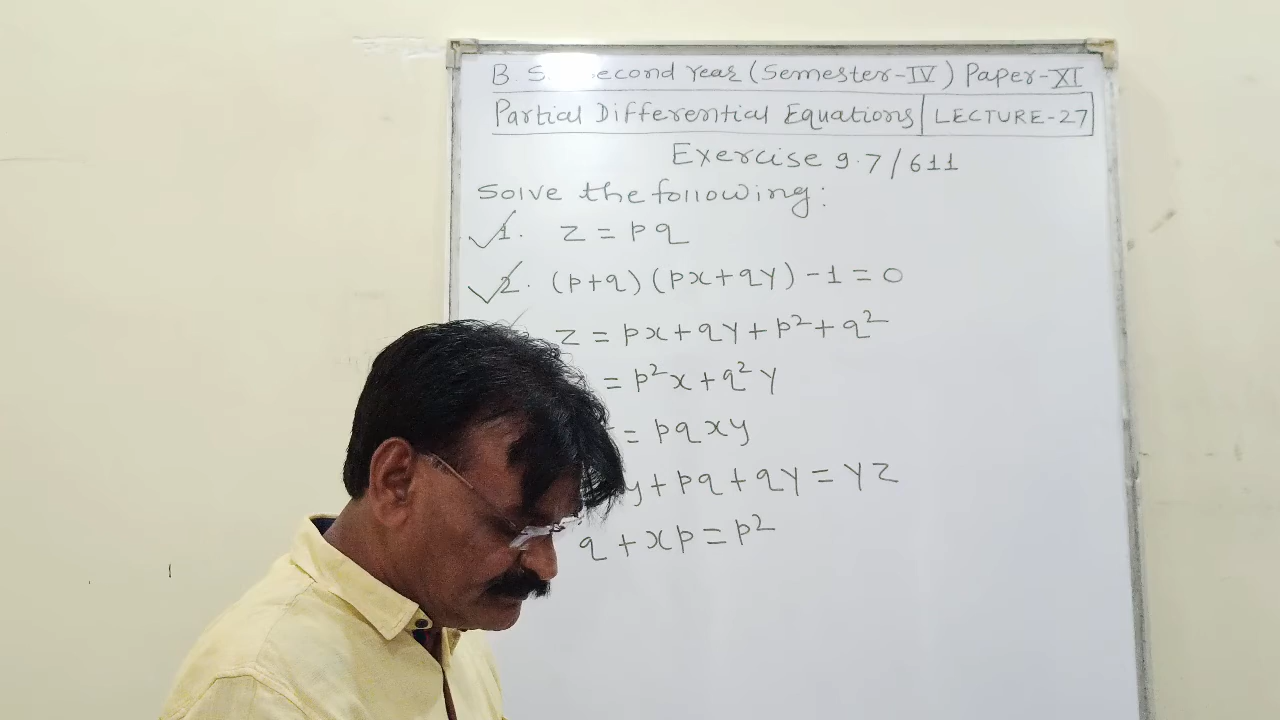 B. S. econd Year (Semester-IV) Paper-XI
Partial Differential Equations | LECTURE-27
Exercise 9.7/611
Solve the following:
1. z = pq
2. (p+q)(px+qy)-1=0
z = px+qy+p²+q²
= p²x+q²y
= pqxy
y+pq+qy=yz
q+xp=p²